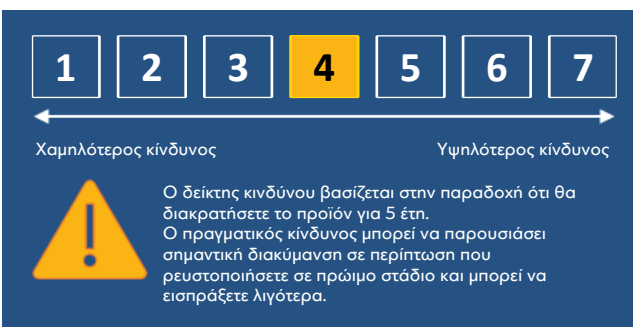 1 2 3 4 5 6 7
Χαμηλότερος κίνδυνος Υψηλότερος κίνδυνος
Ο δείκτης κινδύνου βασίζεται στην παραδοχή ότι θα
διακρατήσετε το προϊόν για 5 έτη.
Ο πραγματικός κίνδυνος μπορεί να παρουσιάσει
σημαντική διακύμανση σε περίπτωση που
ρευστοποιήσετε σε πρώιμο στάδιο και μπορεί να
εισπράξετε λιγότερα.